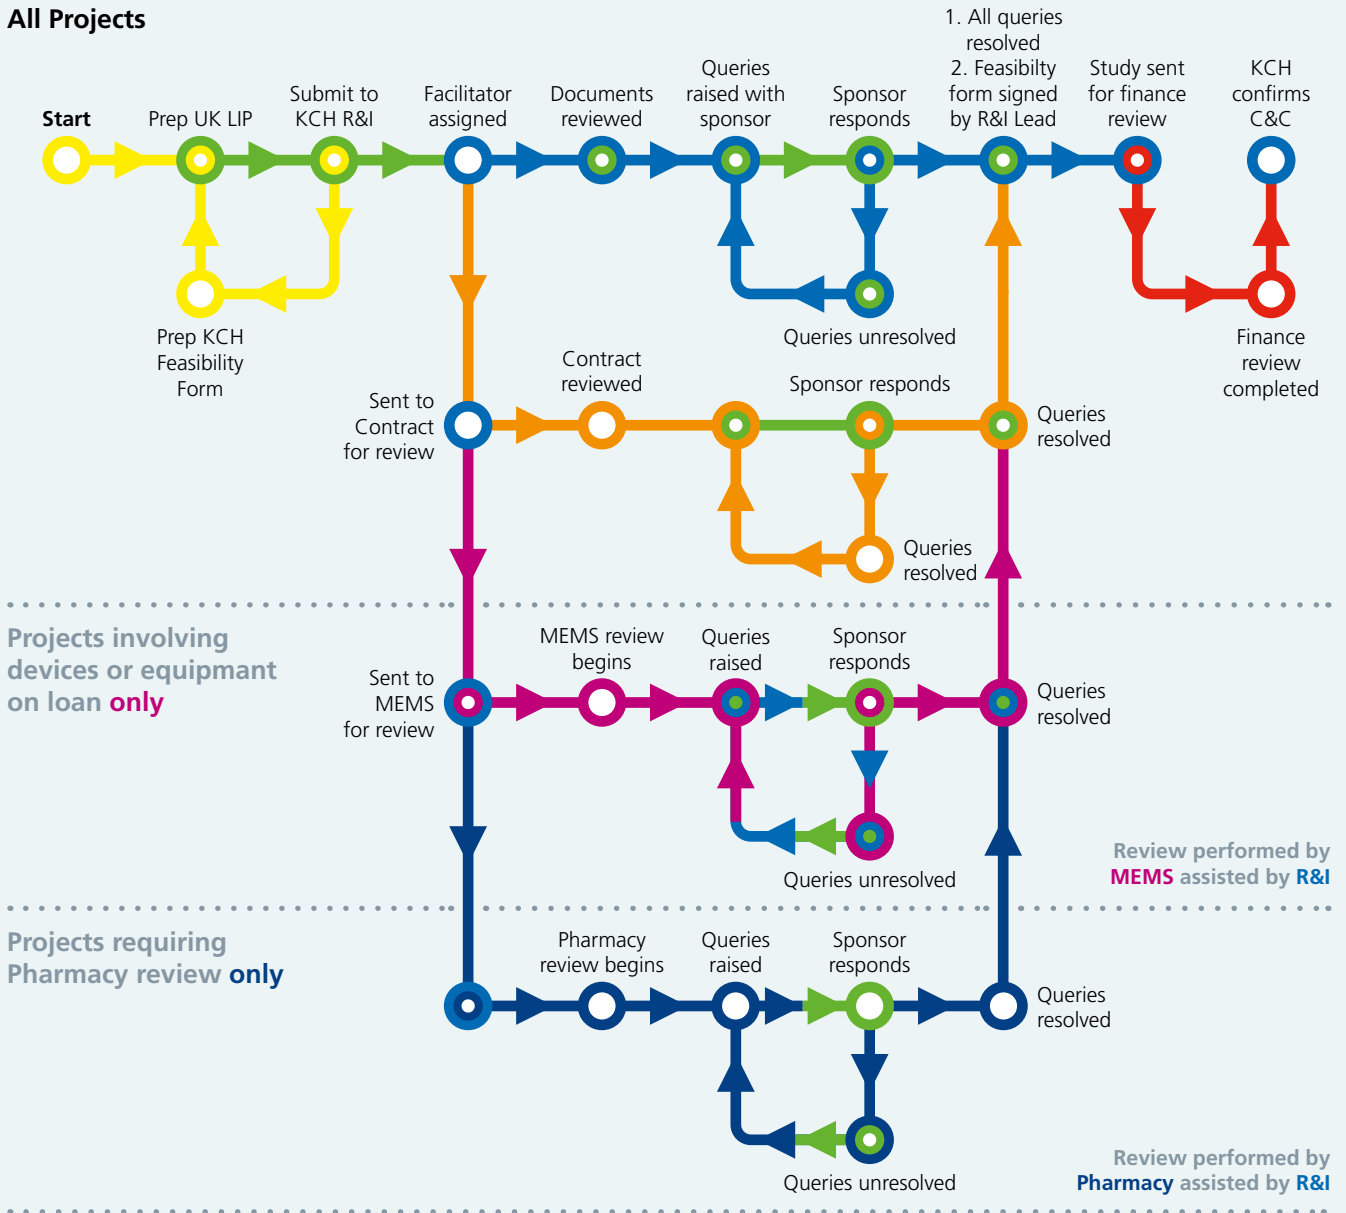 All Projects
Start
Prep UK LIP
Submit to
KCH R&I
Facilitator
assigned
Documents
reviewed
Queries
raised with
sponsor
Sponsor
responds
1. All queries
resolved
2. Feasibilty
form signed
by R&I Lead
Study sent
for finance
review
KCH
confirms
C&C
Prep KCH
Feasibility
Form
Queries unresolved
Finance
review
completed
Sent to
Contract
for review
Contract
reviewed
Sponsor responds
Queries
resolved
Queries
resolved
Projects involving
devices or equipmant
on loan only
Sent to
MEMS
for review
MEMS review
begins
Queries
raised
Sponsor
responds
Queries
resolved
Queries unresolved
Review performed by
MEMS assisted by R&I
Projects requiring
Pharmacy review only
Pharmacy
review begins
Queries
raised
Sponsor
responds
Queries
resolved
Queries unresolved
Review performed by
Pharmacy assisted by R&I